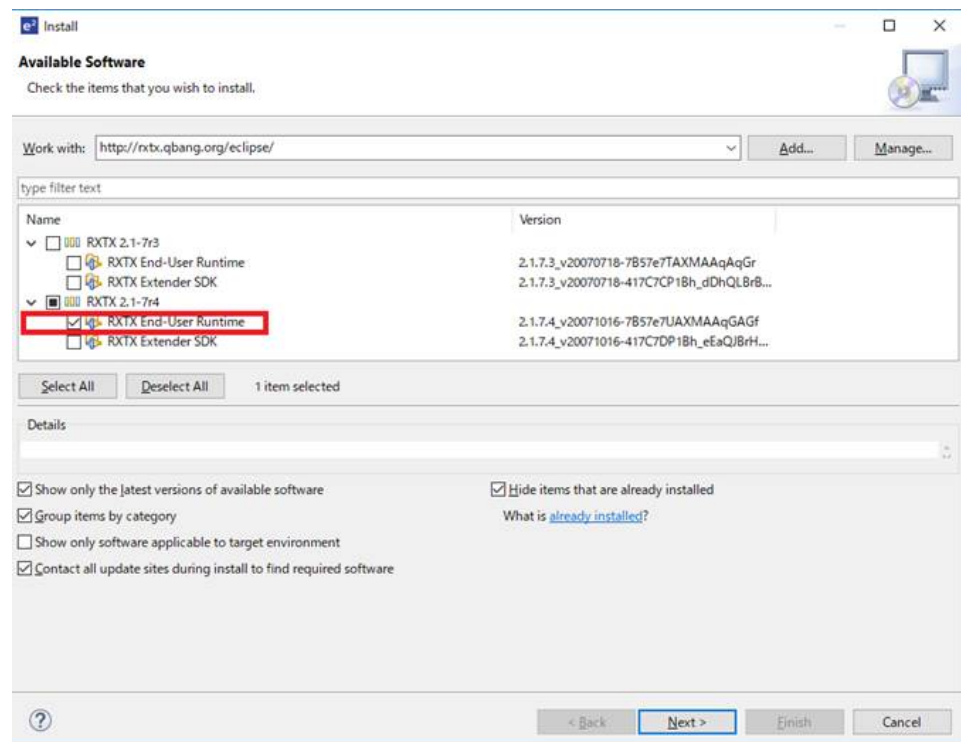 e² Install
Available Software
Check the items that you wish to install.
Work with: http://rxtx.qbang.org/eclipse/ Add... Manage...
type filter text
Name Version
RXTX 2.1-7r3
RXTX End-User Runtime 2.1.7.3_v20070718-7B57e7TAXMAAqAqGr
RXTX Extender SDK 2.1.7.3_v20070718-417C7CP1Bh_dDhQLBrB...
RXTX 2.1-7r4
RXTX End-User Runtime 2.1.7.4_v20071016-7B57e7UAXMAAqGAGf
RXTX Extender SDK 2.1.7.4_v20071016-417C7DP1Bh_eEaQJBrH...
Select All Deselect All 1 item selected
Details
Show only the latest versions of available software Hide items that are already installed
Group items by category What is already installed?
Show only software applicable to target environment
Contact all update sites during install to find required software
? < Back Next > Finish Cancel